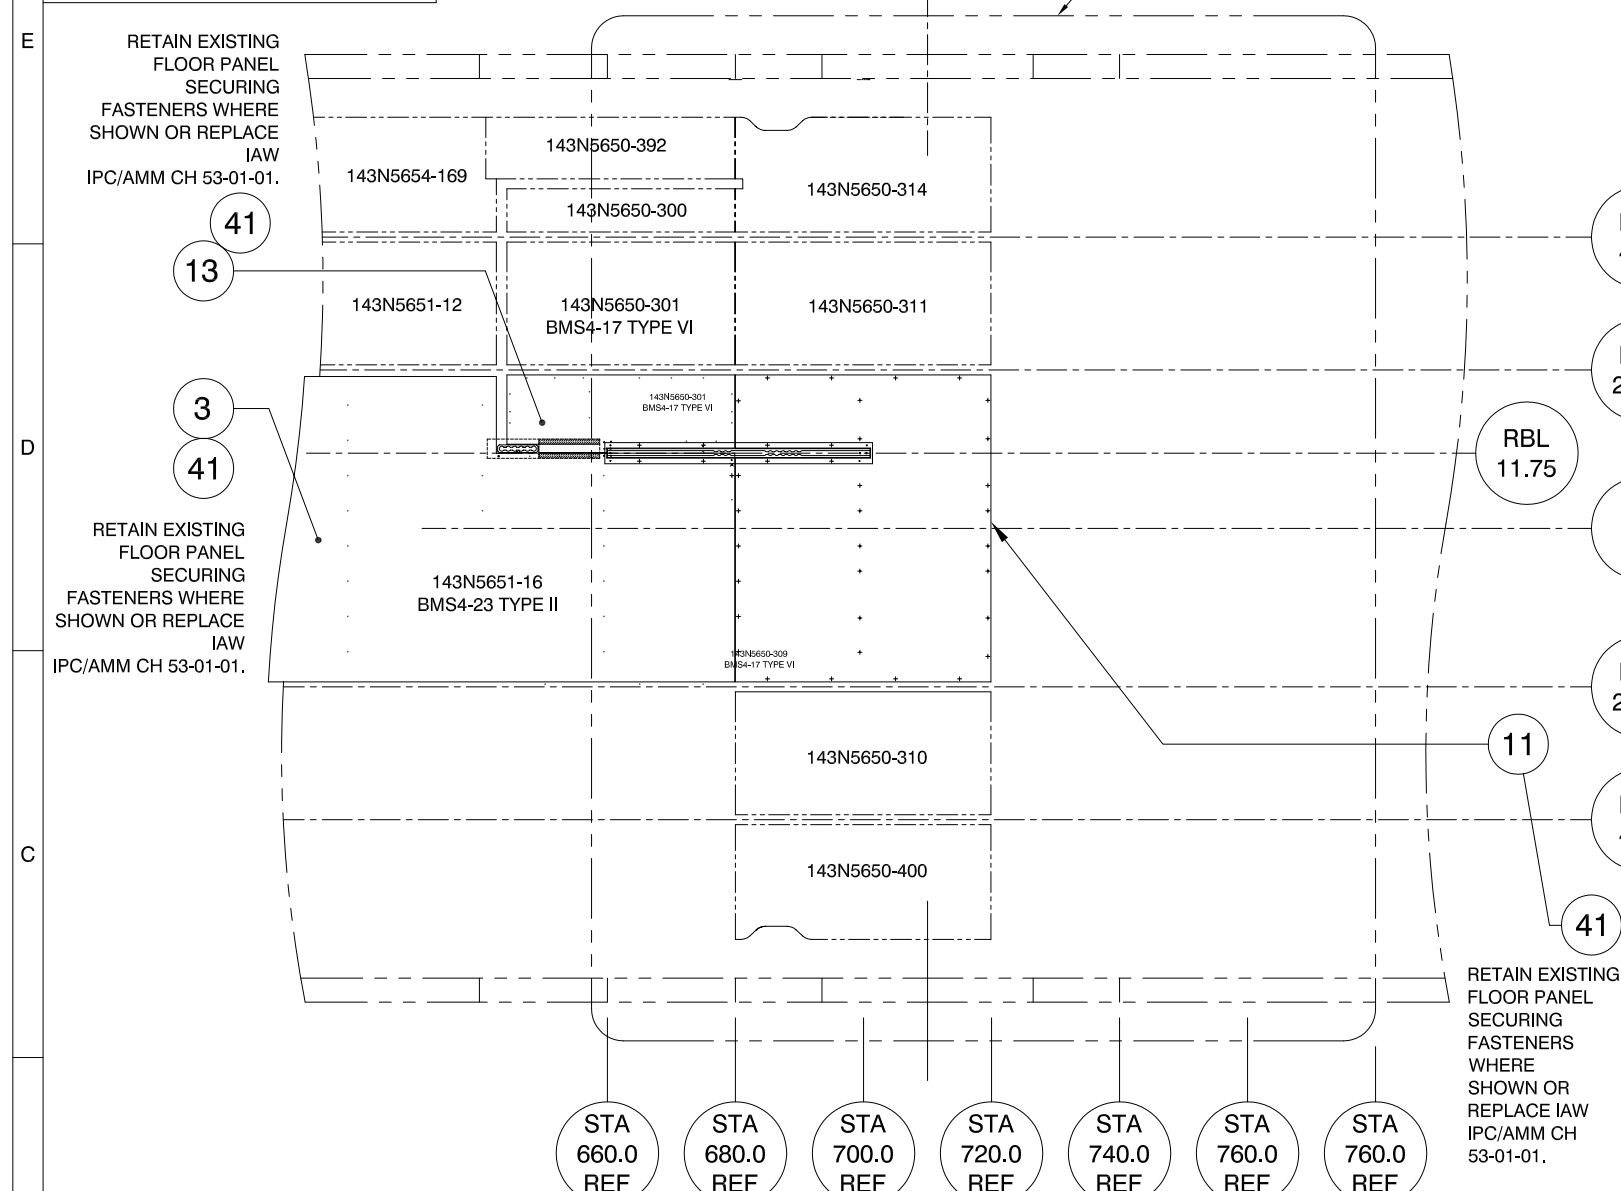 E
RETAIN EXISTING
FLOOR PANEL
SECURING
FASTENERS WHERE
SHOWN OR REPLACE
IAW
IPC/AMM CH 53-01-01.
41
13
143N5654-169
143N5650-392
143N5650-300
143N5650-314
143N5651-12
143N5650-301
BMS4-17 TYPE VI
143N5650-311
143N5650-301
BMS4-17 TYPE VI
3
41
D
RBL
11.75
RETAIN EXISTING
FLOOR PANEL
SECURING
FASTENERS WHERE
SHOWN OR REPLACE
IAW
IPC/AMM CH 53-01-01.
143N5651-16
BMS4-23 TYPE II
143N5650-309
BMS4-17 TYPE VI
143N5650-310
11
C
143N5650-400
41
RETAIN EXISTING
FLOOR PANEL
SECURING
FASTENERS
WHERE
SHOWN OR
REPLACE IAW
IPC/AMM CH
53-01-01.
STA
660.0
REF
STA
680.0
REF
STA
700.0
REF
STA
720.0
REF
STA
740.0
REF
STA
760.0
REF
STA
760.0
REF